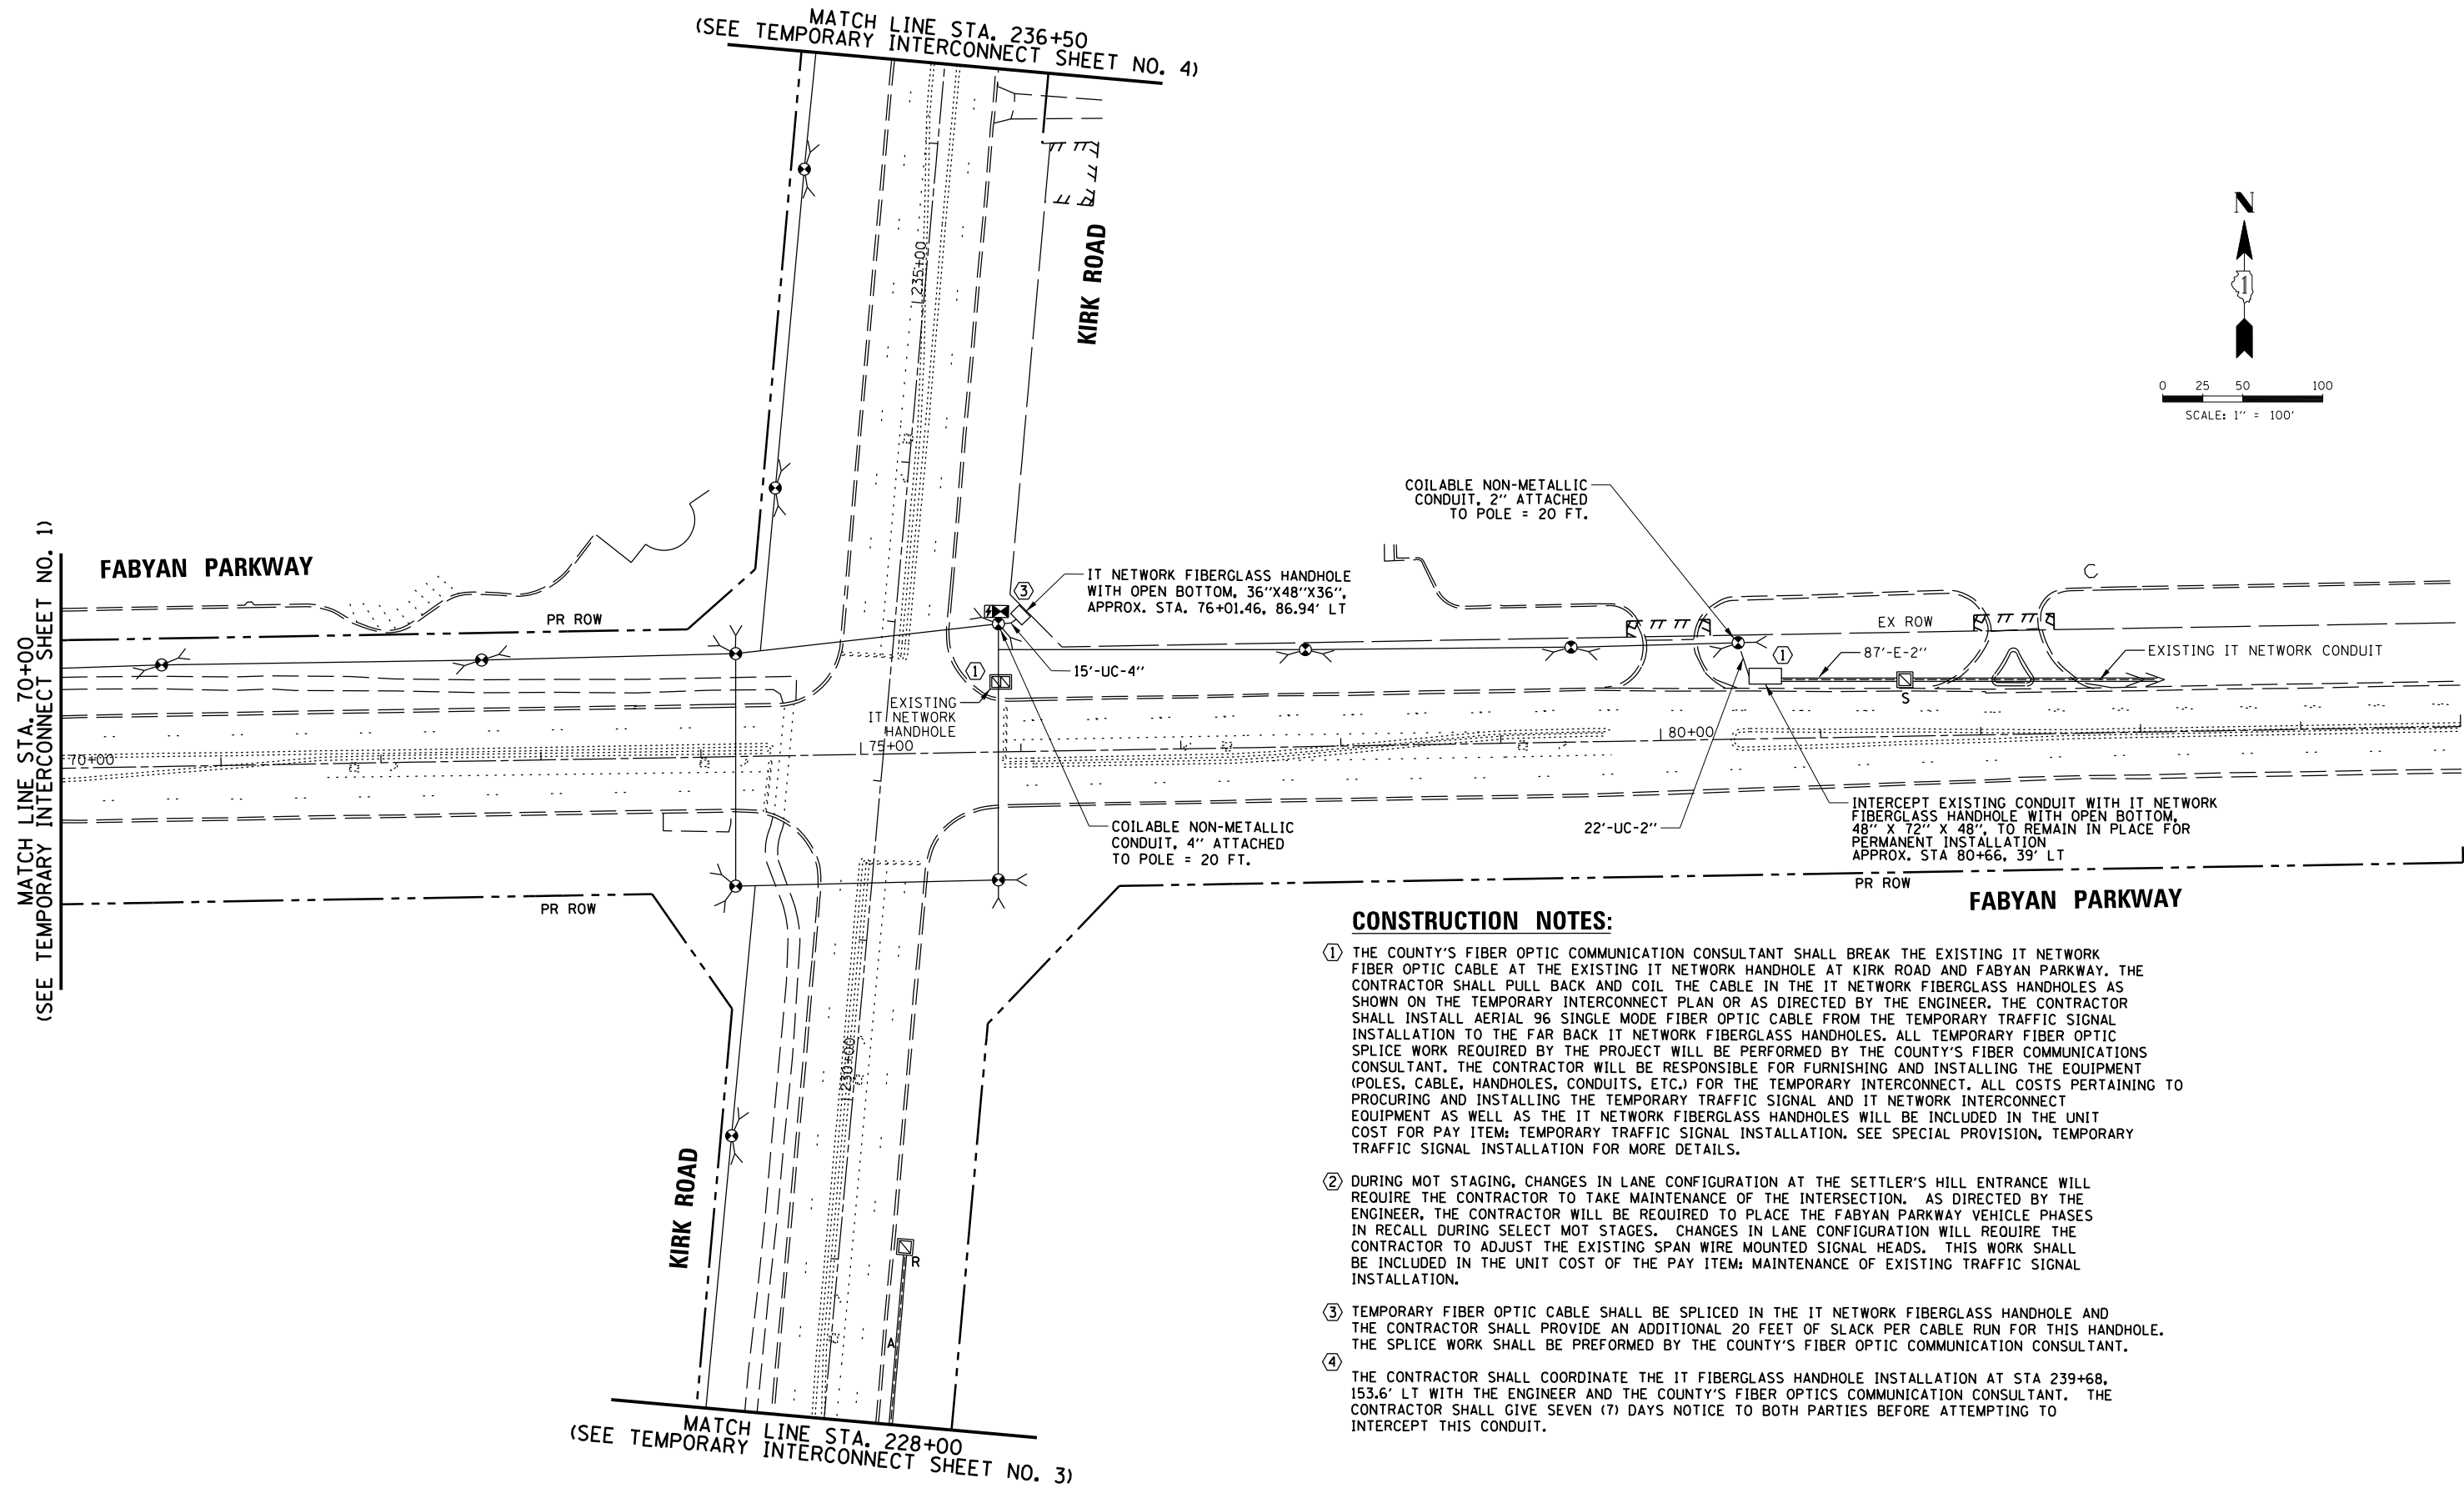 MATCH LINE STA. 236+50
(SEE TEMPORARY INTERCONNECT SHEET NO. 4)
N
1
0 25 50 100
SCALE: 1" = 100'
KIRK ROAD
235+00
MATCH LINE STA. 70+00
(SEE TEMPORARY INTERCONNECT SHEET NO. 1)
FABYAN PARKWAY
PR ROW
COILABLE NON-METALLIC
CONDUIT, 2" ATTACHED
TO POLE = 20 FT.
3
IT NETWORK FIBERGLASS HANDHOLE
WITH OPEN BOTTOM, 36"X48"X36",
APPROX. STA. 76+01.46, 86.94' LT
EX ROW
1
15'-UC-4"
1
87'-E-2"
EXISTING IT NETWORK CONDUIT
S
EXISTING
IT NETWORK
HANDHOLE
70+00
75+00
80+00
COILABLE NON-METALLIC
CONDUIT, 4" ATTACHED
TO POLE = 20 FT.
22'-UC-2"
INTERCEPT EXISTING CONDUIT WITH IT NETWORK
FIBERGLASS HANDHOLE WITH OPEN BOTTOM,
48" X 72" X 48", TO REMAIN IN PLACE FOR
PERMANENT INSTALLATION
APPROX. STA 80+66, 39' LT
PR ROW
PR ROW
FABYAN PARKWAY
230+00
KIRK ROAD
R
A
MATCH LINE STA. 228+00
(SEE TEMPORARY INTERCONNECT SHEET NO. 3)
CONSTRUCTION NOTES:
1 THE COUNTY'S FIBER OPTIC COMMUNICATION CONSULTANT SHALL BREAK THE EXISTING IT NETWORK
FIBER OPTIC CABLE AT THE EXISTING IT NETWORK HANDHOLE AT KIRK ROAD AND FABYAN PARKWAY. THE
CONTRACTOR SHALL PULL BACK AND COIL THE CABLE IN THE IT NETWORK FIBERGLASS HANDHOLES AS
SHOWN ON THE TEMPORARY INTERCONNECT PLAN OR AS DIRECTED BY THE ENGINEER. THE CONTRACTOR
SHALL INSTALL AERIAL 96 SINGLE MODE FIBER OPTIC CABLE FROM THE TEMPORARY TRAFFIC SIGNAL
INSTALLATION TO THE FAR BACK IT NETWORK FIBERGLASS HANDHOLES. ALL TEMPORARY FIBER OPTIC
SPLICE WORK REQUIRED BY THE PROJECT WILL BE PERFORMED BY THE COUNTY'S FIBER COMMUNICATIONS
CONSULTANT. THE CONTRACTOR WILL BE RESPONSIBLE FOR FURNISHING AND INSTALLING THE EQUIPMENT
(POLES, CABLE, HANDHOLES, CONDUITS, ETC.) FOR THE TEMPORARY INTERCONNECT. ALL COSTS PERTAINING TO
PROCURING AND INSTALLING THE TEMPORARY TRAFFIC SIGNAL AND IT NETWORK INTERCONNECT
EQUIPMENT AS WELL AS THE IT NETWORK FIBERGLASS HANDHOLES WILL BE INCLUDED IN THE UNIT
COST FOR PAY ITEM: TEMPORARY TRAFFIC SIGNAL INSTALLATION. SEE SPECIAL PROVISION, TEMPORARY
TRAFFIC SIGNAL INSTALLATION FOR MORE DETAILS.
2 DURING MOT STAGING, CHANGES IN LANE CONFIGURATION AT THE SETTLER'S HILL ENTRANCE WILL
REQUIRE THE CONTRACTOR TO TAKE MAINTENANCE OF THE INTERSECTION. AS DIRECTED BY THE
ENGINEER, THE CONTRACTOR WILL BE REQUIRED TO PLACE THE FABYAN PARKWAY VEHICLE PHASES
IN RECALL DURING SELECT MOT STAGES. CHANGES IN LANE CONFIGURATION WILL REQUIRE THE
CONTRACTOR TO ADJUST THE EXISTING SPAN WIRE MOUNTED SIGNAL HEADS. THIS WORK SHALL
BE INCLUDED IN THE UNIT COST OF THE PAY ITEM: MAINTENANCE OF EXISTING TRAFFIC SIGNAL
INSTALLATION.
3 TEMPORARY FIBER OPTIC CABLE SHALL BE SPLICED IN THE IT NETWORK FIBERGLASS HANDHOLE AND
THE CONTRACTOR SHALL PROVIDE AN ADDITIONAL 20 FEET OF SLACK PER CABLE RUN FOR THIS HANDHOLE.
THE SPLICE WORK SHALL BE PREFORMED BY THE COUNTY'S FIBER OPTIC COMMUNICATION CONSULTANT.
4
THE CONTRACTOR SHALL COORDINATE THE IT FIBERGLASS HANDHOLE INSTALLATION AT STA 239+68,
153.6' LT WITH THE ENGINEER AND THE COUNTY'S FIBER OPTICS COMMUNICATION CONSULTANT. THE
CONTRACTOR SHALL GIVE SEVEN (7) DAYS NOTICE TO BOTH PARTIES BEFORE ATTEMPTING TO
INTERCEPT THIS CONDUIT.